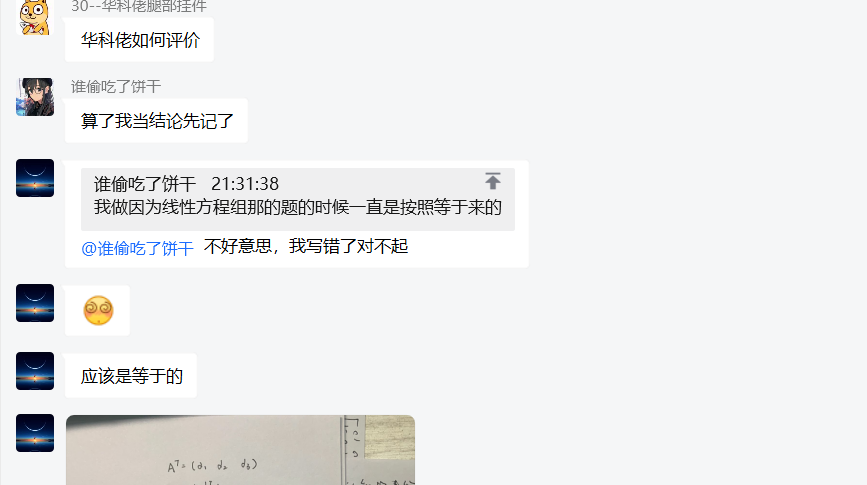 30--华科佬腿部挂件
华科佬如何评价
谁偷吃了饼干
算了我当结论先记了
谁偷吃了饼干 21:31:38
我做因为线性方程组那的题的时候一直是按照等于来的
@谁偷吃了饼干 不好意思，我写错了对不起
应该是等于的
Aᵀ=(d₁ d₂ d₃)